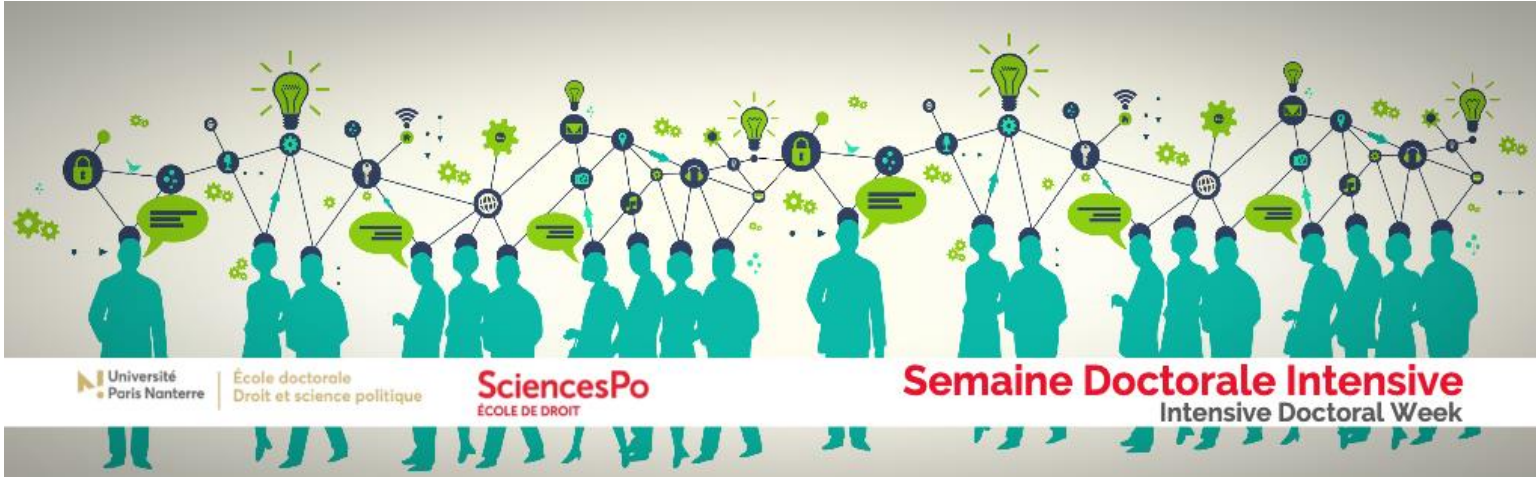 Université
Paris Nanterre
École doctorale
Droit et science politique
SciencesPo
ÉCOLE DE DROIT
Semaine Doctorale Intensive
Intensive Doctoral Week